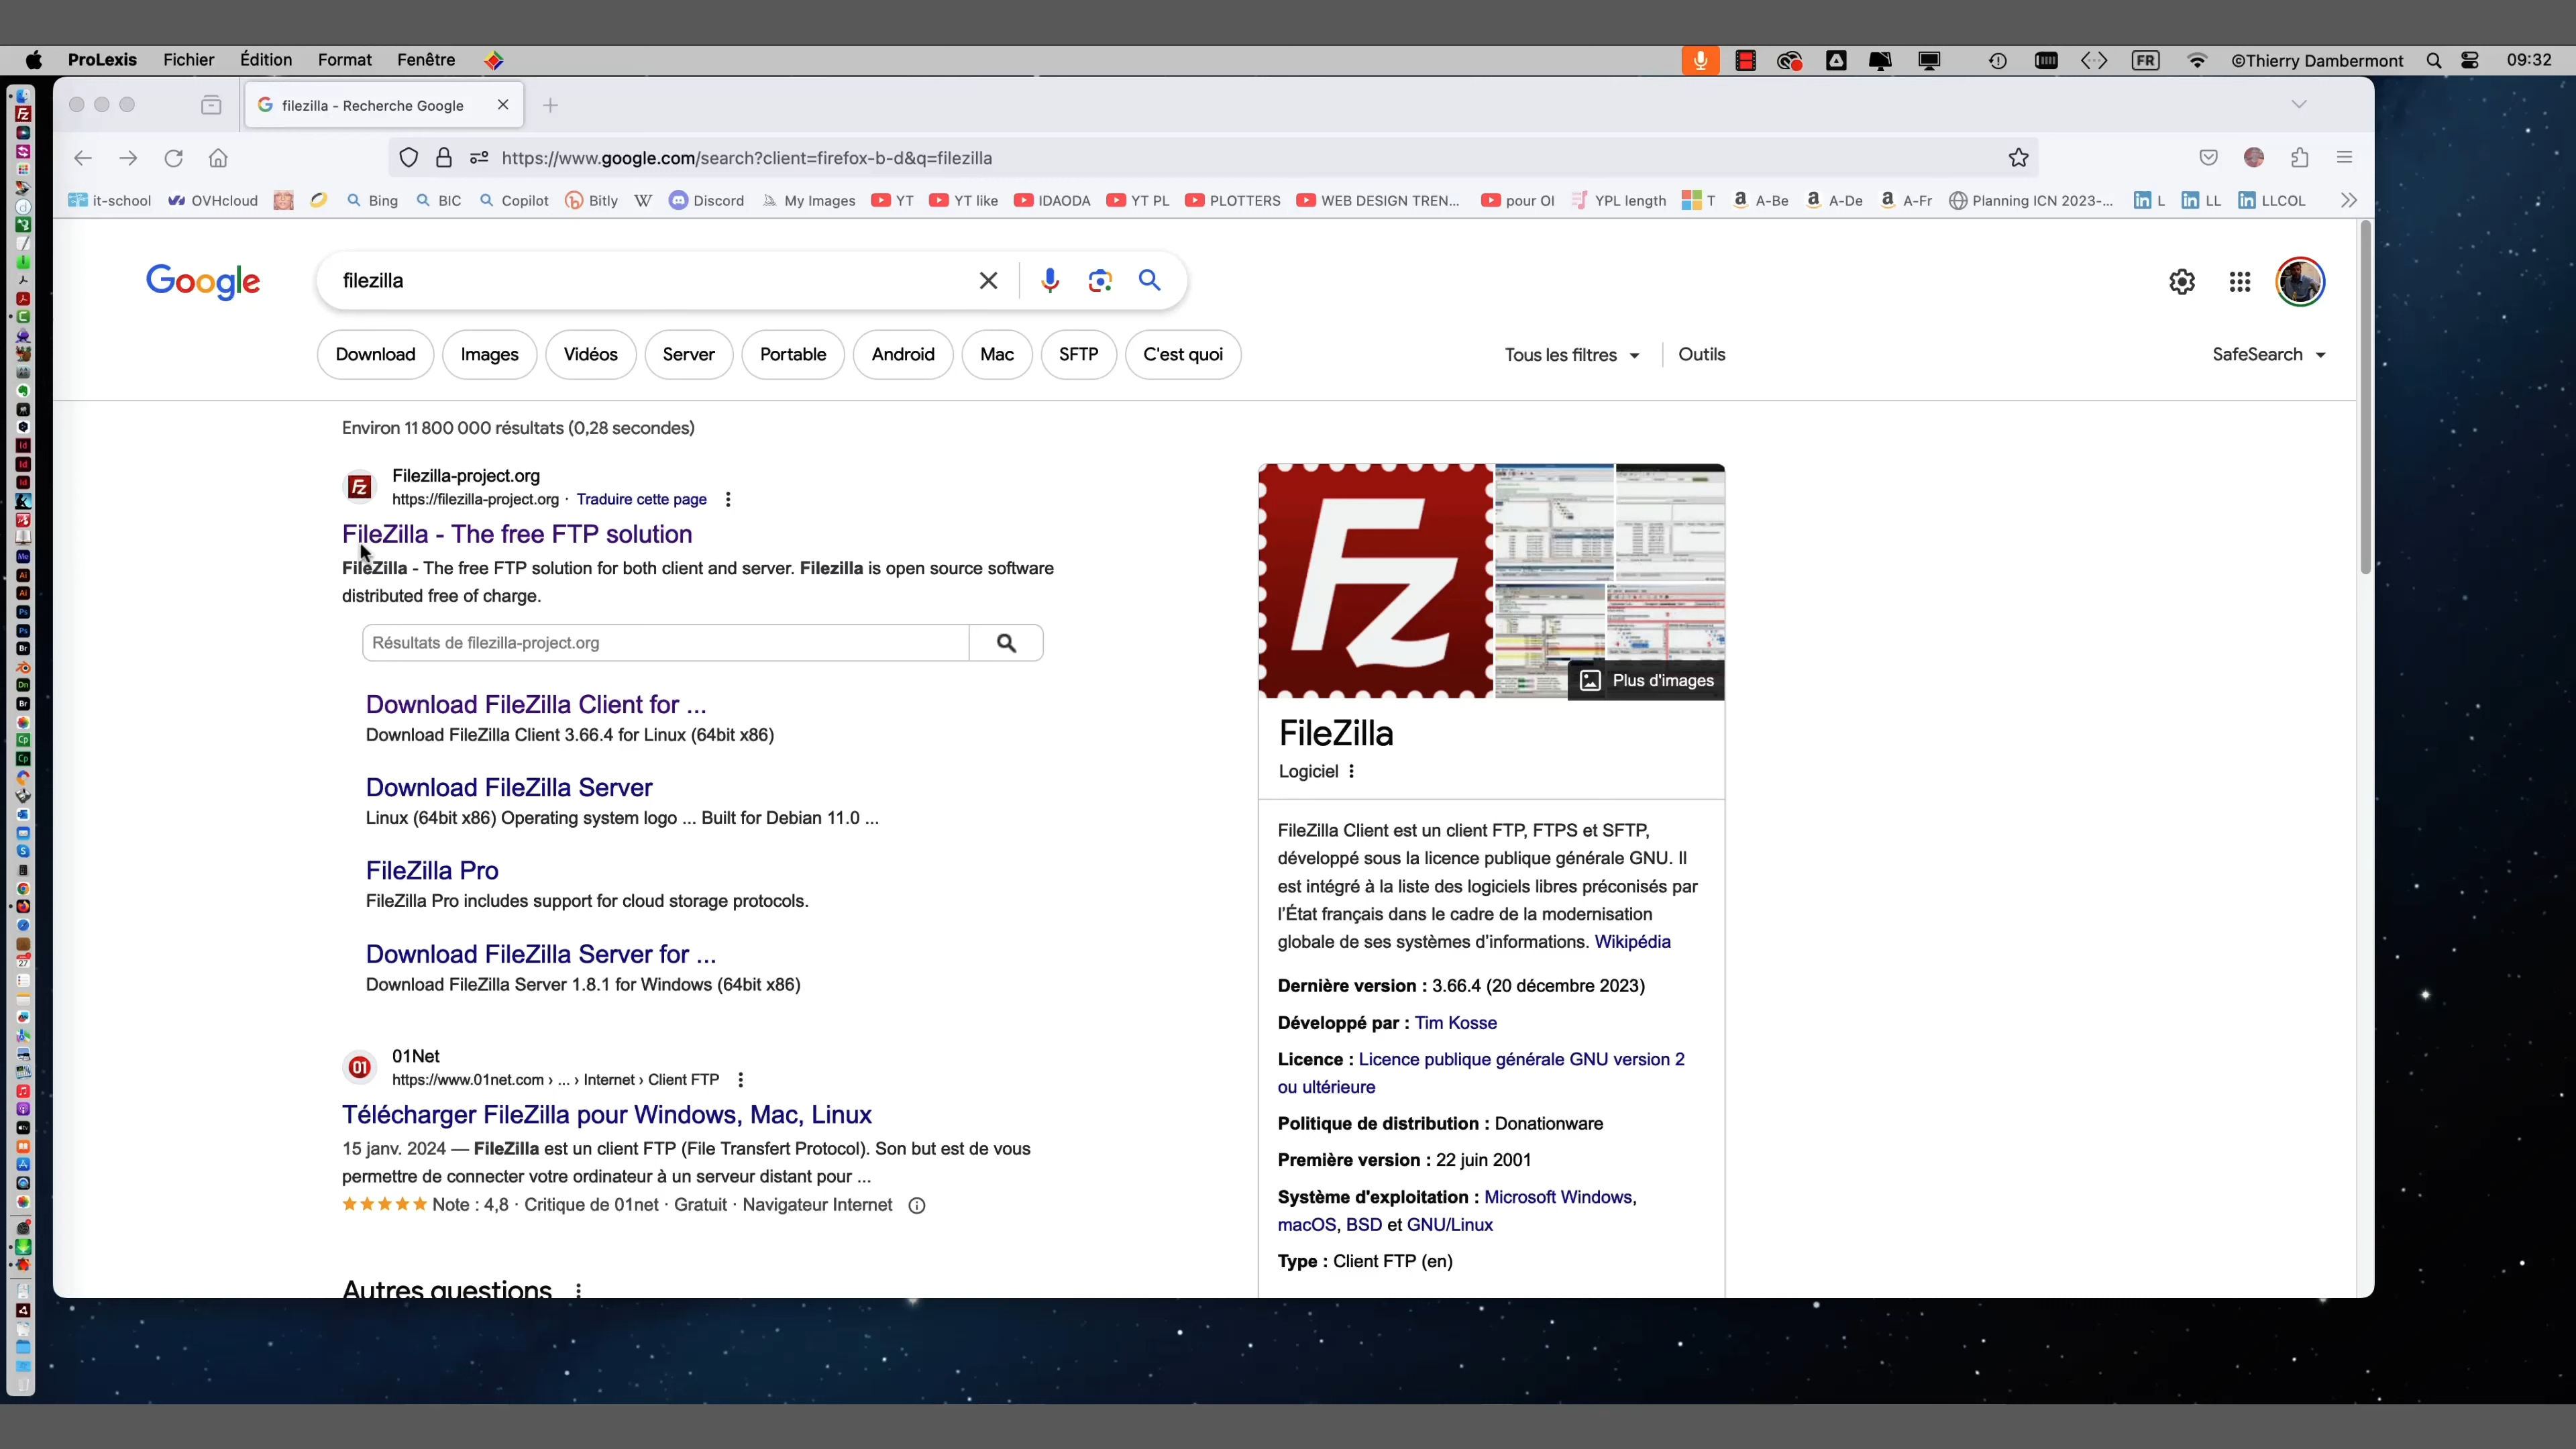 ProLexis Fichier Édition Format Fenêtre FR ©Thierry Dambermont 09:32
filezilla - Recherche Google
https://www.google.com/search?client=firefox-b-d&q=filezilla
it-school OVHcloud Bing BIC Copilot Bitly W Discord My Images YT YT like IDAODA YT PL PLOTTERS WEB DESIGN TREN... pour OI YPL length T A-Be A-De A-Fr Planning ICN 2023-... L LL LLCOL
Google filezilla
Download Images Vidéos Server Portable Android Mac SFTP C'est quoi Tous les filtres Outils SafeSearch
Environ 11 800 000 résultats (0,28 secondes)
Filezilla-project.org
https://filezilla-project.org · Traduire cette page
FileZilla - The free FTP solution
FileZilla - The free FTP solution for both client and server. Filezilla is open source software
distributed free of charge.
Résultats de filezilla-project.org
Download FileZilla Client for ...
Download FileZilla Client 3.66.4 for Linux (64bit x86)
Download FileZilla Server
Linux (64bit x86) Operating system logo ... Built for Debian 11.0 ...
FileZilla Pro
FileZilla Pro includes support for cloud storage protocols.
Download FileZilla Server for ...
Download FileZilla Server 1.8.1 for Windows (64bit x86)
01Net
https://www.01net.com › ... › Internet › Client FTP
Télécharger FileZilla pour Windows, Mac, Linux
15 janv. 2024 — FileZilla est un client FTP (File Transfert Protocol). Son but est de vous
permettre de connecter votre ordinateur à un serveur distant pour ...
Note : 4,8 · Critique de 01net · Gratuit · Navigateur Internet
Autres questions
Fz
Plus d'images
FileZilla
Logiciel
FileZilla Client est un client FTP, FTPS et SFTP,
développé sous la licence publique générale GNU. Il
est intégré à la liste des logiciels libres préconisés par
l'État français dans le cadre de la modernisation
globale de ses systèmes d'informations. Wikipédia
Dernière version : 3.66.4 (20 décembre 2023)
Développé par : Tim Kosse
Licence : Licence publique générale GNU version 2
ou ultérieure
Politique de distribution : Donationware
Première version : 22 juin 2001
Système d'exploitation : Microsoft Windows,
macOS, BSD et GNU/Linux
Type : Client FTP (en)